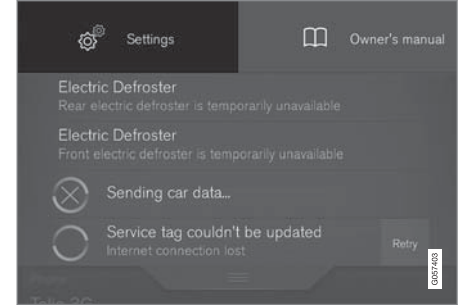 Settings
Owner's manual
Electric Defroster
Rear electric defroster is temporarily unavailable
Electric Defroster
Front electric defroster is temporarily unavailable
Sending car data...
Service tag couldn't be updated
Internet connection lost
Retry
G057403